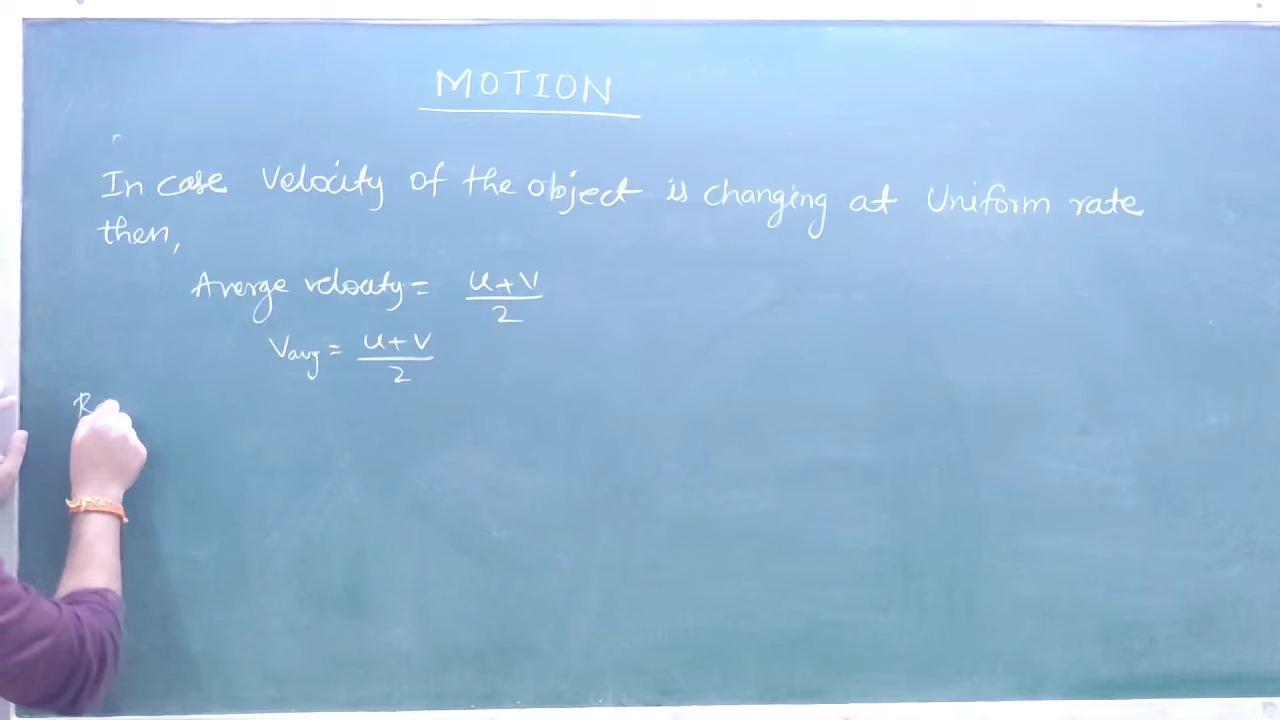 MOTION
In case velocity of the object is changing at Uniform rate
then,
Averge velocity = u+v/2
Vavg = u+v/2
R